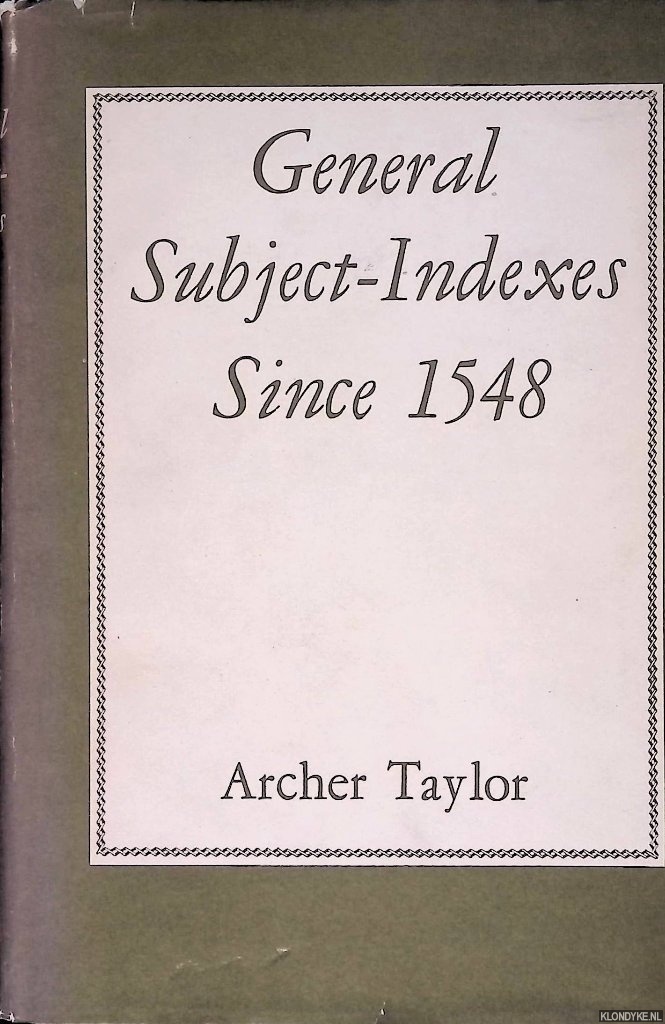 General
Subject-Indexes
Since 1548
Archer Taylor
KLONDYKE.NL